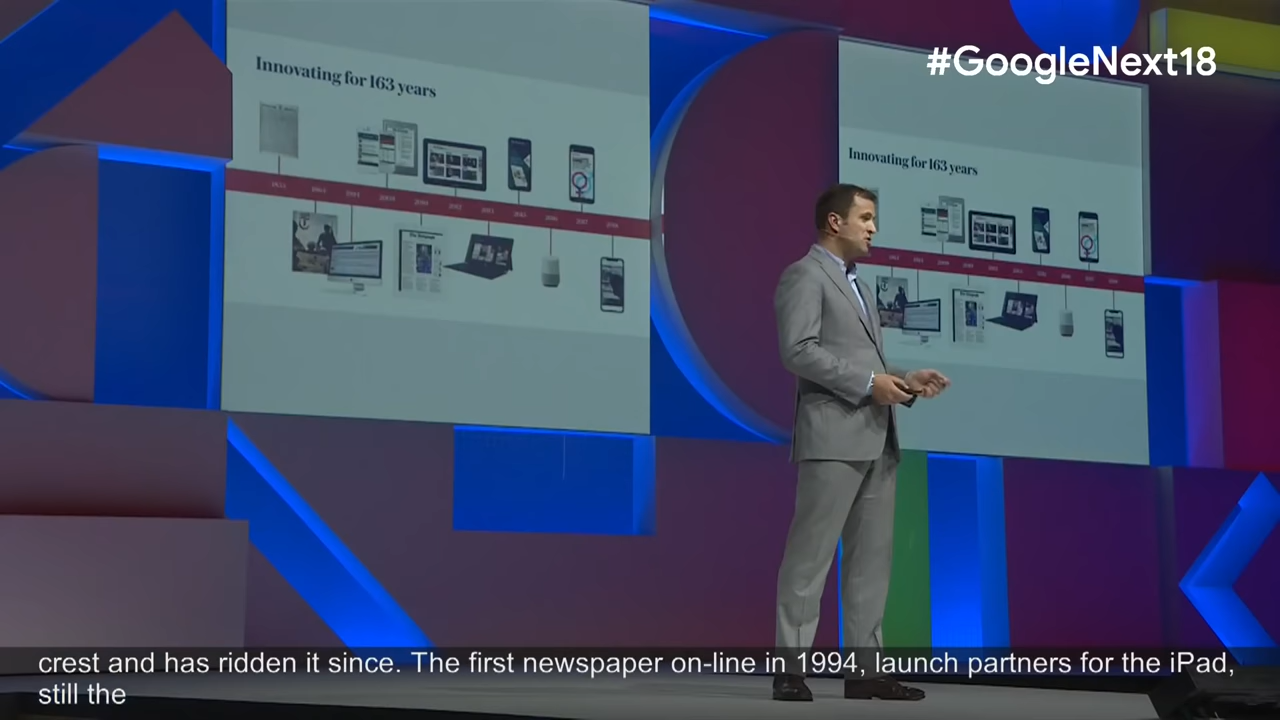 #GoogleNext18
Innovating for 163 years
Innovating for 163 years
crest and has ridden it since. The first newspaper on-line in 1994, launch partners for the iPad,
still the